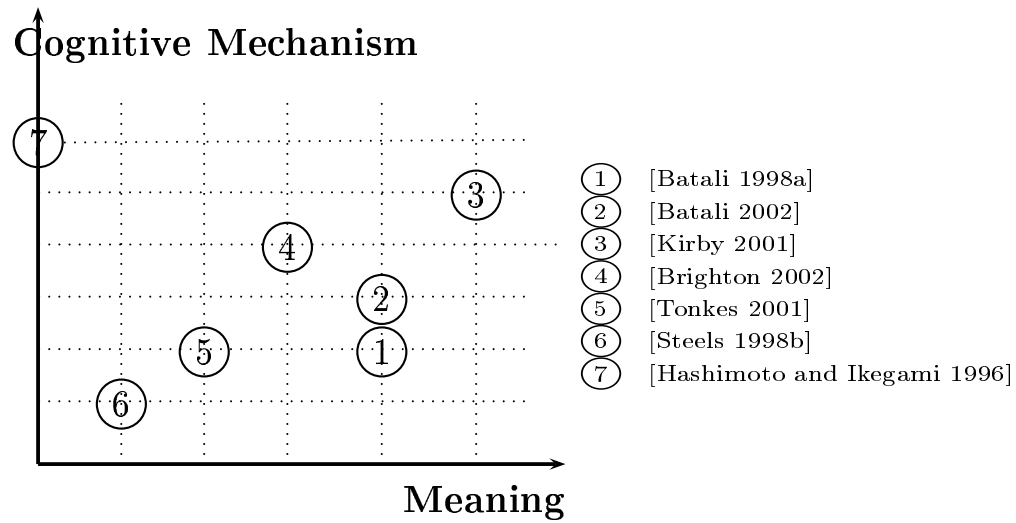 Cognitive Mechanism
7
3
4
2
5
1
6
Meaning
1 [Batali 1998a]
2 [Batali 2002]
3 [Kirby 2001]
4 [Brighton 2002]
5 [Tonkes 2001]
6 [Steels 1998b]
7 [Hashimoto and Ikegami 1996]